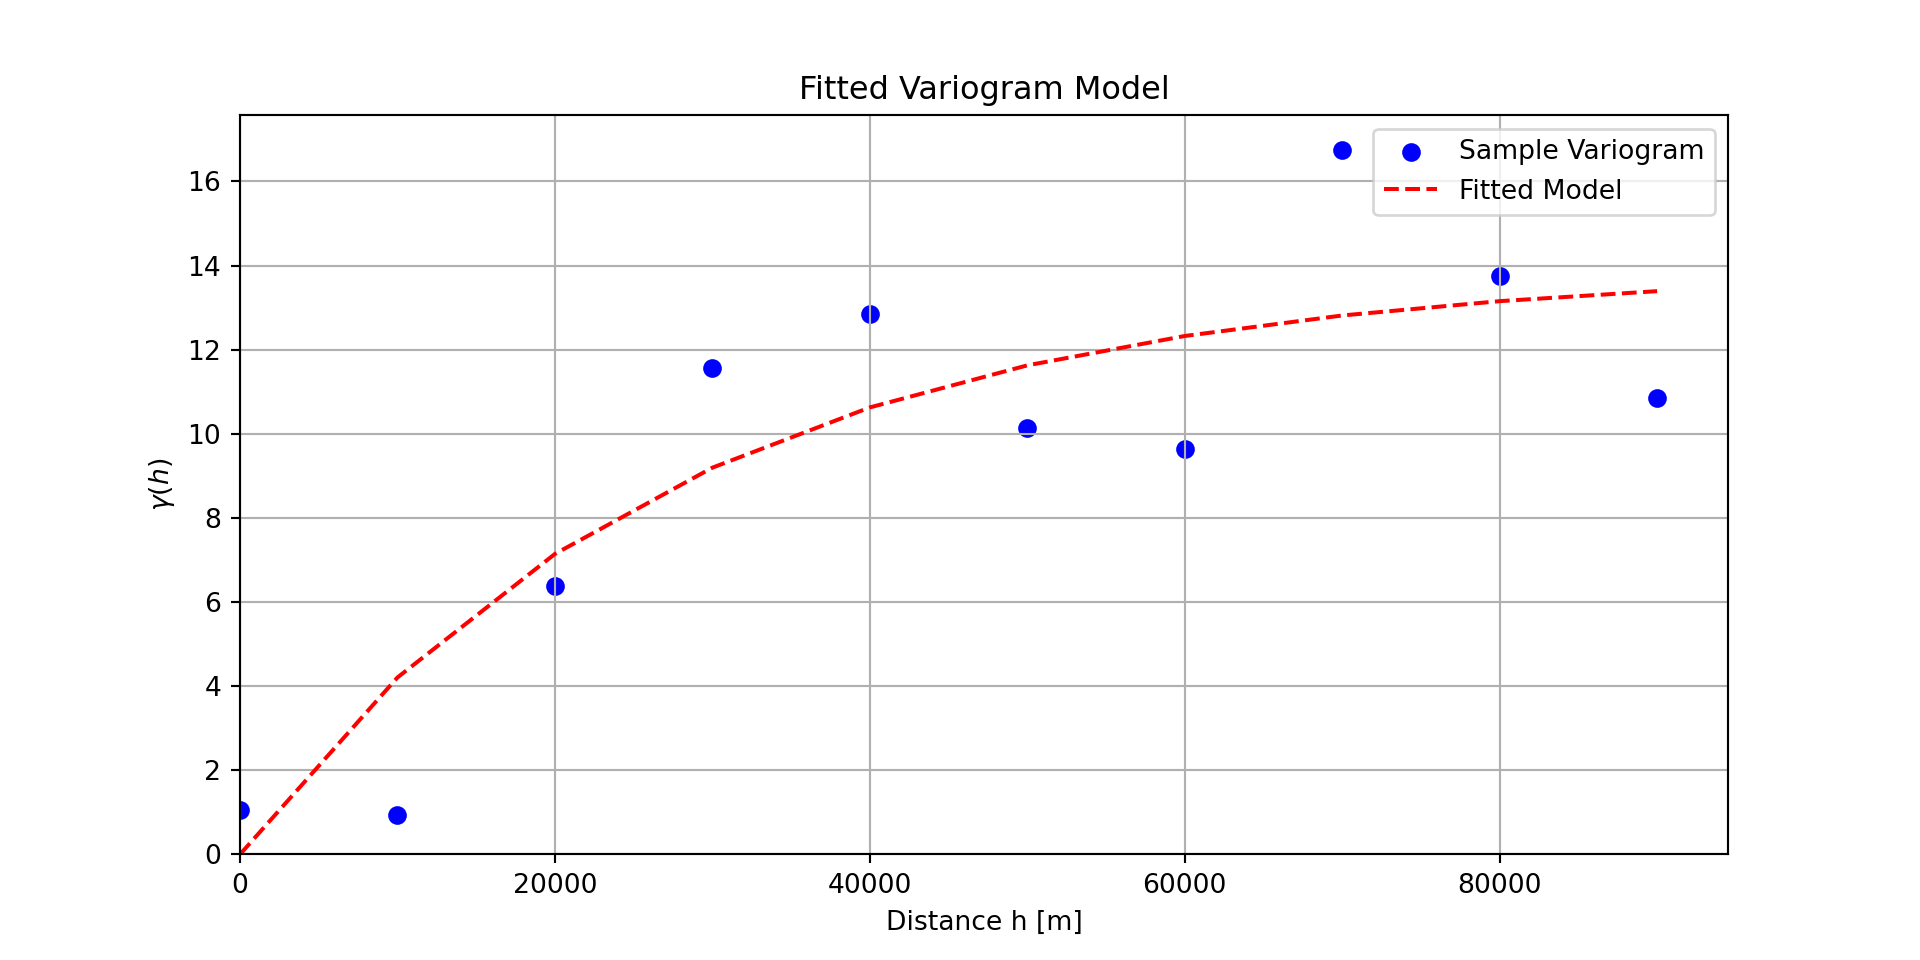 Fitted Variogram Model
Sample Variogram
Fitted Model
γ(h)
16
14
12
10
8
6
4
2
0
0 20000 40000 60000 80000
Distance h [m]